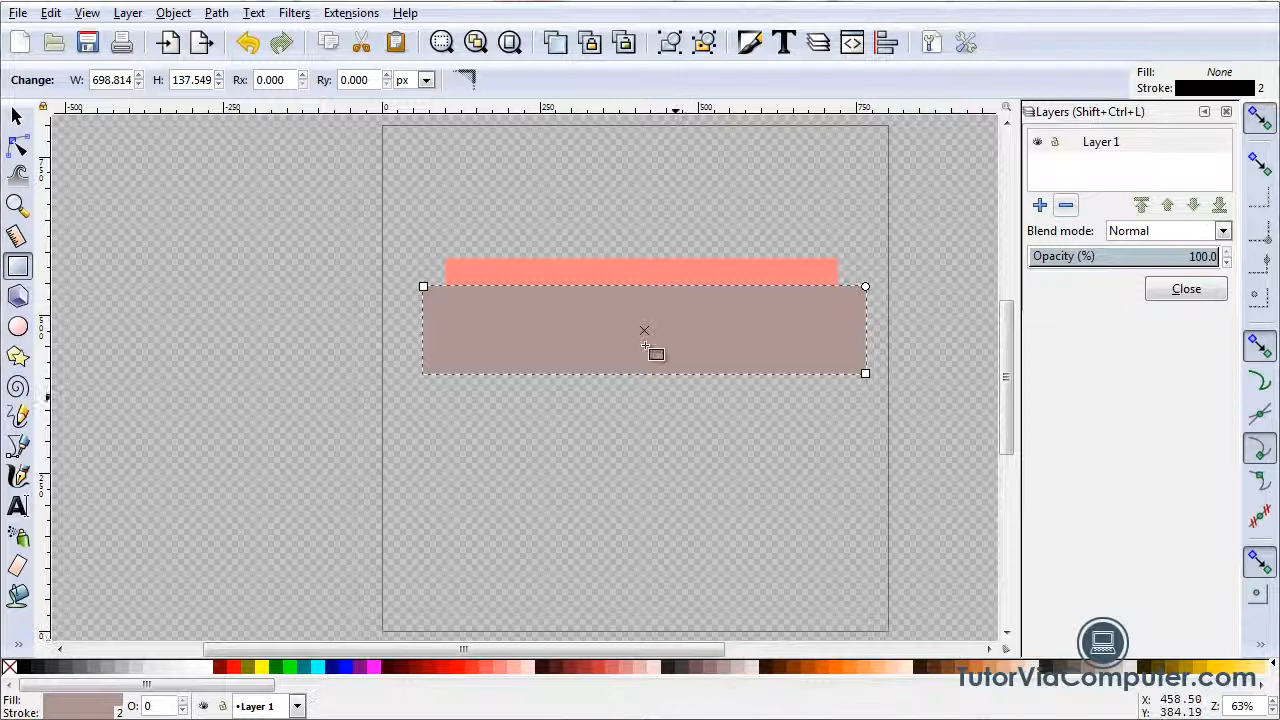 File Edit View Layer Object Path Text Filters Extensions Help
Change: W: 698.814 H: 137.549 Rx: 0.000 Ry: 0.000 px
Fill: None
Stroke: 2
-500 -250 0 250 500 750
Layers (Shift+Ctrl+L)
Layer1
Blend mode: Normal
Opacity (%) 100.0
Close
TutorVidComputer.com
Fill:
Stroke: 2 O: 0 •Layer 1
X: 458.50
Y: 384.19
Z: 63%